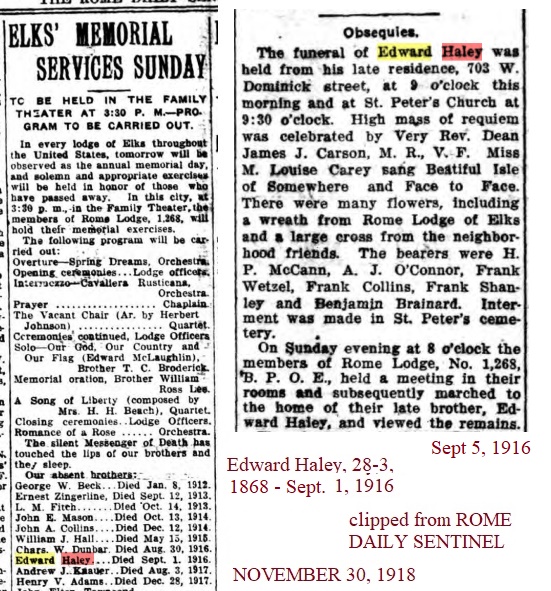 THE ROME DAILY SEN
ELKS' MEMORIAL
SERVICES SUNDAY
TO BE HELD IN THE FAMILY
THEATER AT 3:30 P. M.—PRO-
GRAM TO BE CARRIED OUT.
In every lodge of Elks throughout
the United States, tomorrow will be
observed as the annual memorial day,
and solemn and appropriate exercises
will be held in honor of those who
have passed away. In this city, at
3:30 p. m., in the Family Theater, the
members of Rome Lodge, 1,268, will
hold their memorial exercises.
The following program will be car-
ried out:
Overture—Spring Dreams, Orchestra.
Opening ceremonies...Lodge officers.
Intermezzo—Cavallera Rusticana,
Orchestra.
Prayer ................ Chaplain.
The Vacant Chair (Ar. by Herbert
Johnson) ............... Quartet.
Ceremonies continued, Lodge Officers
Solo—Our God, Our Country and
Our Flag (Edward McLaughlin),
Brother T. C. Broderick.
Memorial oration, Brother William
Ross Lee.
A Song of Liberty (composed by
Mrs. H. H. Beach), Quartet.
Closing ceremonies..Lodge Officers.
Romance of a Rose ..... Orchestra.
The silent Messenger of Death has
touched the lips of our brothers and
they sleep.
Our absent brothers:
George W. Beck...Died Jan. 8, 1912.
Ernest Zingerline, Died Sept. 12, 1913.
L. M. Fitch.......Died Oct. 14, 1913.
John E. Mason....Died Oct. 13, 1914
John A. Collins....Died Dec. 12, 1914.
William J. Hall....Died May 15, 1915.
Chars. W. Dunbar, Died Aug. 30, 1916.
Edward Haley....Died Sept. 1, 1916.
Andrew J. Knauer..Died Aug. 3, 1917.
Henry V. Adams..Died Dec. 28, 1917.
Obsequies.
The funeral of Edward Haley was
held from his late residence, 703 W.
Dominick street, at 9 o'clock this
morning and at St. Peter's Church at
9:30 o'clock. High mass of requiem
was celebrated by Very Rev. Dean
James J. Carson, M. R., V. F. Miss
M. Louise Carey sang Bestiful Isle
of Somewhere and Face to Face.
There were many flowers, including
a wreath from Rome Lodge of Elks
and a large cross from the neighbor-
hood friends. The bearers were H.
P. McCann, A. J. O'Connor, Frank
Wetzel, Frank Collins, Frank Shan-
ley and Benjamin Brainard. Inter-
ment was made in St. Peter's ceme-
tery.
On Sunday evening at 8 o'clock the
members of Rome Lodge, No. 1,268,
B. P. O. E., held a meeting in their
rooms and subsequently marched to
the home of their late brother, Ed-
ward Haley, and viewed the remains.
Sept 5, 1916
Edward Haley, 28-3,
1868 - Sept. 1, 1916
clipped from ROME
DAILY SENTINEL
NOVEMBER 30, 1918